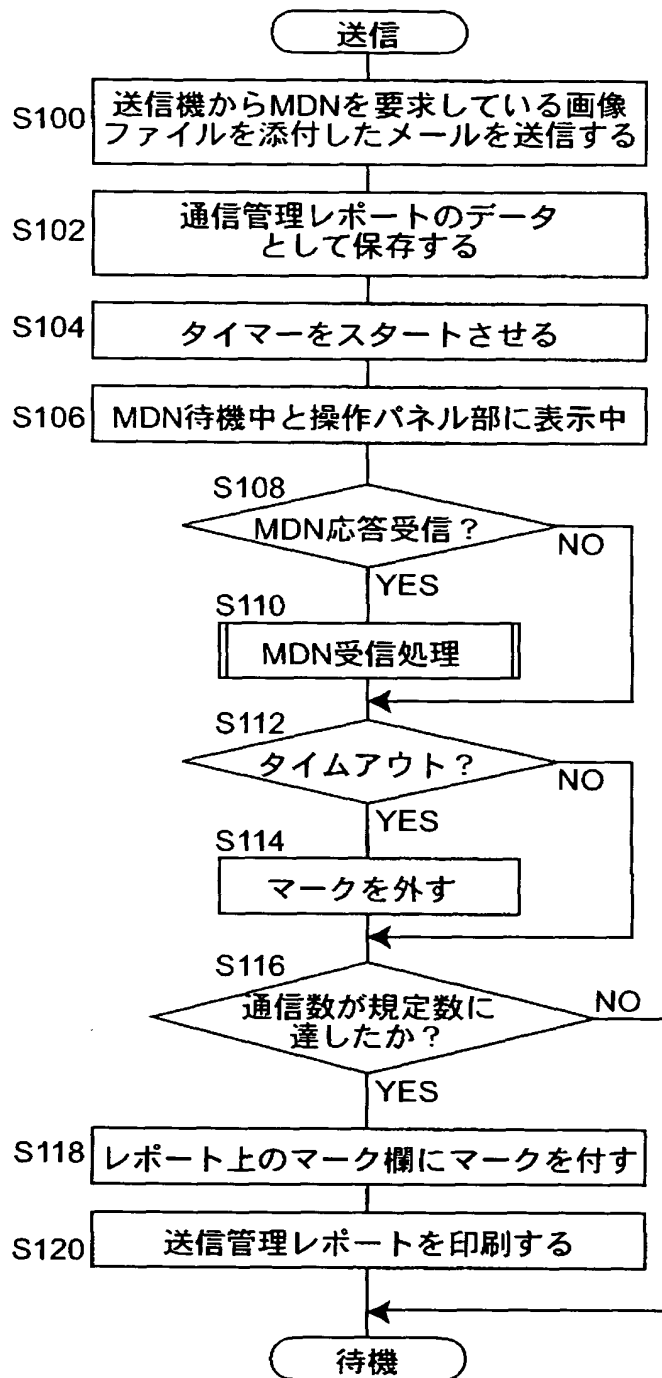 送信
S100
送信機からMDNを要求している画像
ファイルを添付したメールを送信する
S102
通信管理レポートのデータ
として保存する
S104
タイマーをスタートさせる
S106
MDN待機中と操作パネル部に表示中
S108
MDN応答受信？
NO
YES
S110
MDN受信処理
S112
タイムアウト？
NO
YES
S114
マークを外す
S116
通信数が規定数に
達したか？
NO
YES
S118
レポート上のマーク欄にマークを付す
S120
送信管理レポートを印刷する
待機